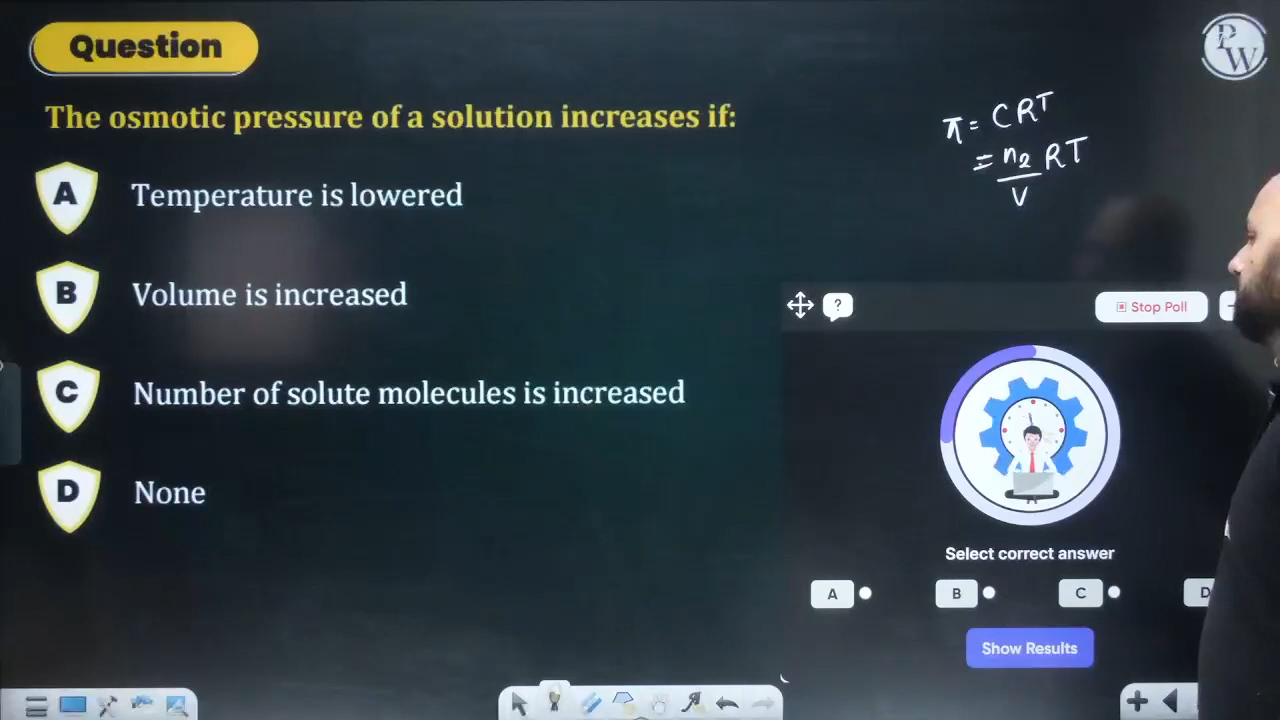 Question
PW
The osmotic pressure of a solution increases if:
π = CRT
= n₂/V RT
A Temperature is lowered
B Volume is increased
? Stop Poll
C Number of solute molecules is increased
D None
Select correct answer
A B C D
Show Results